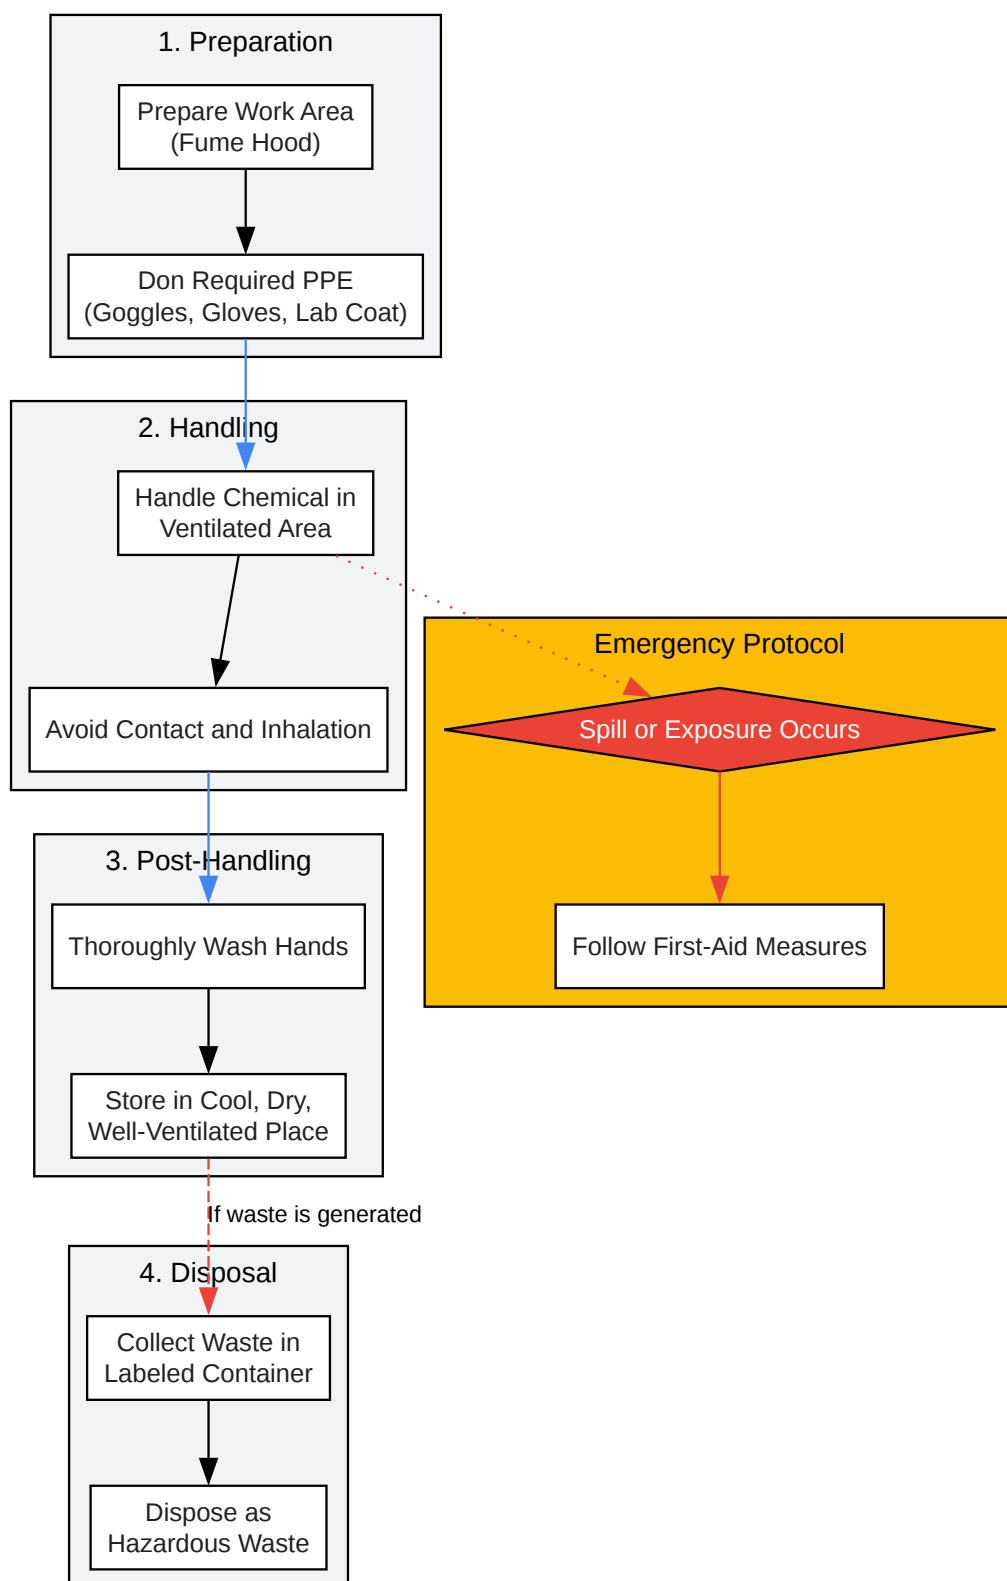 1. Preparation
Prepare Work Area
(Fume Hood)
Don Required PPE
(Goggles, Gloves, Lab Coat)
2. Handling
Handle Chemical in
Ventilated Area
Avoid Contact and Inhalation
Emergency Protocol
Spill or Exposure Occurs
Follow First-Aid Measures
3. Post-Handling
Thoroughly Wash Hands
Store in Cool, Dry,
Well-Ventilated Place
If waste is generated
4. Disposal
Collect Waste in
Labeled Container
Dispose as
Hazardous Waste